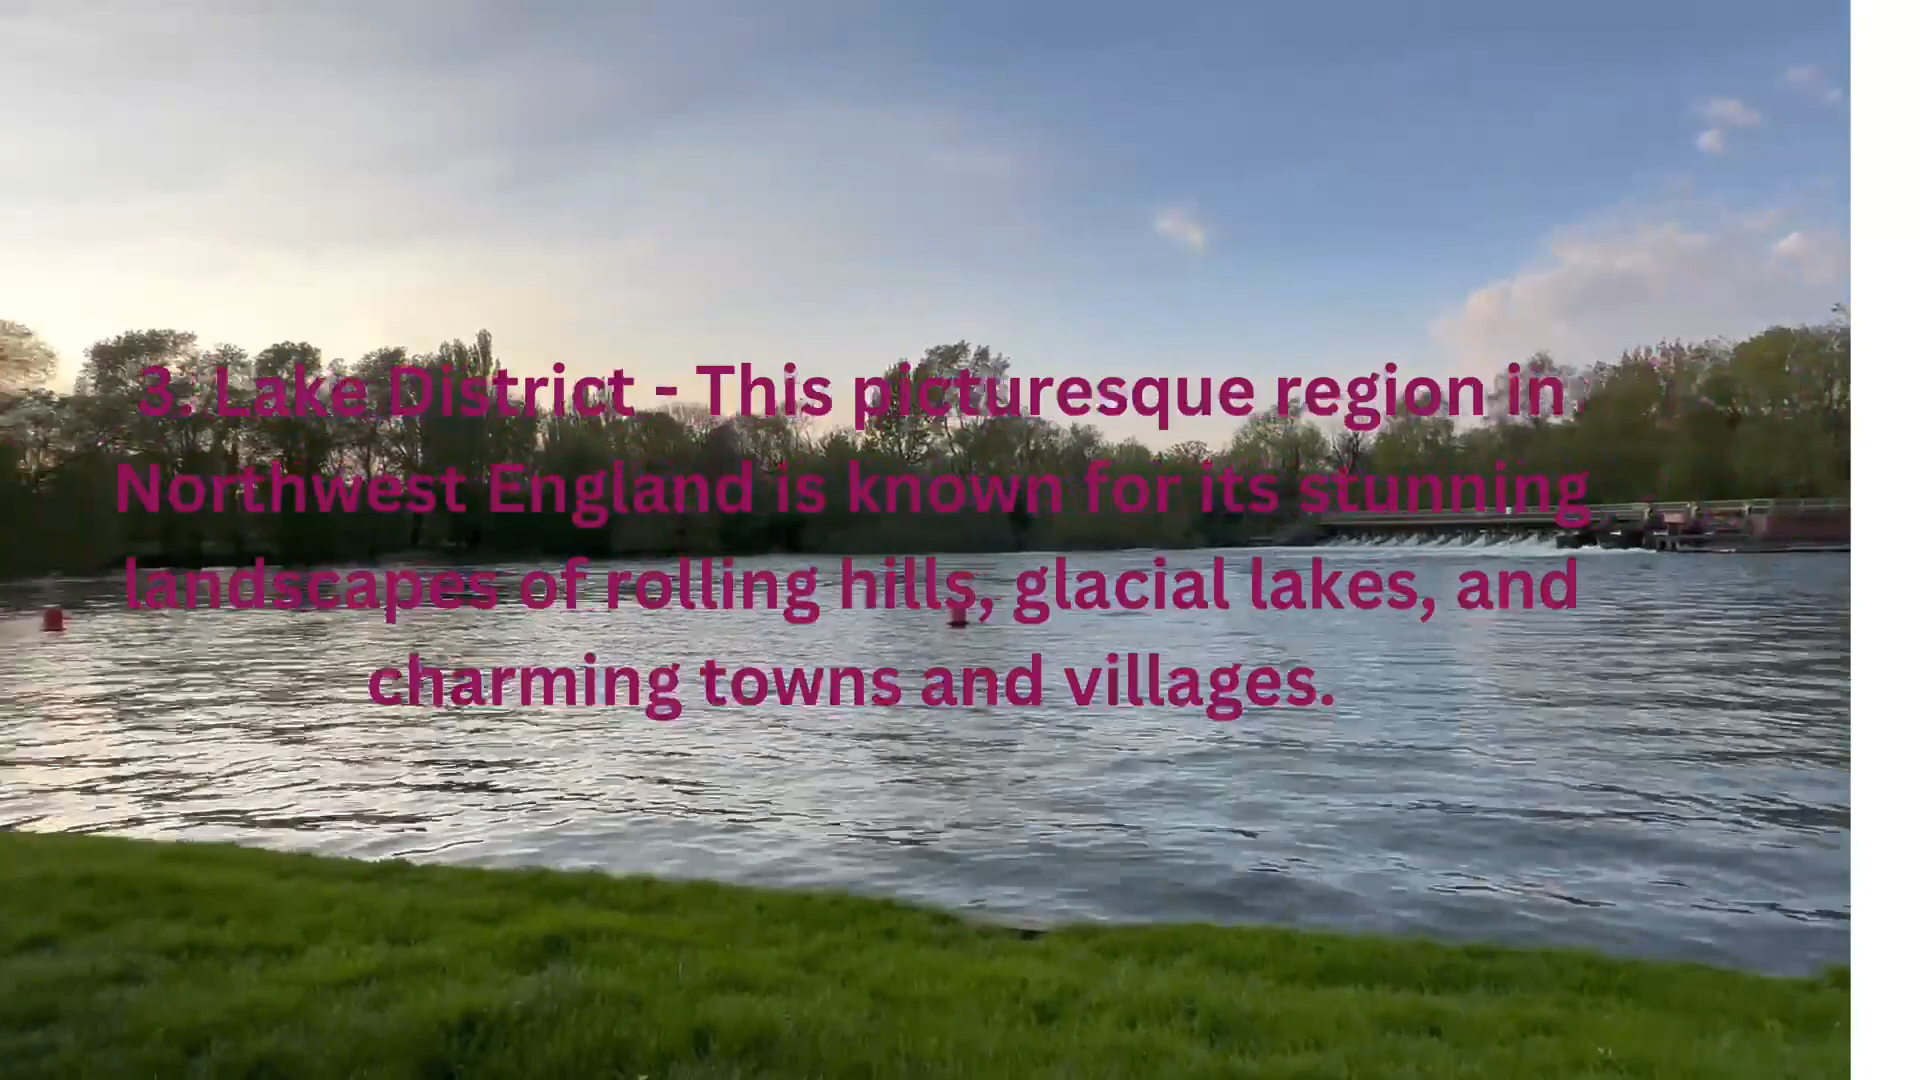 3. Lake District - This picturesque region in
Northwest England is known for its stunning
landscapes of rolling hills, glacial lakes, and
charming towns and villages.